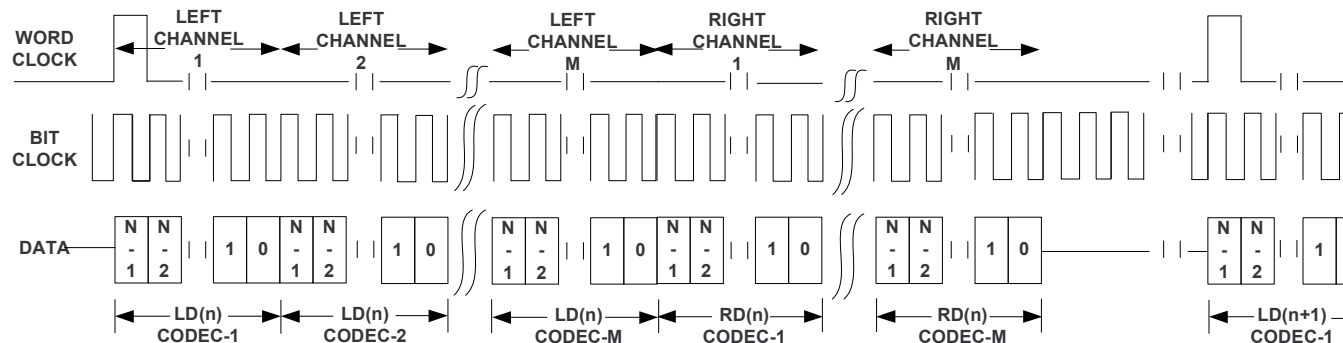 WORD CLOCK
LEFT CHANNEL 1
LEFT CHANNEL 2
LEFT CHANNEL M
RIGHT CHANNEL 1
RIGHT CHANNEL M
BIT CLOCK
DATA
N-1 N-2 1 0 N-1 N-2 1 0 N-1 N-2 1 0 N-1 N-2 1 0 N-1 N-2 1 0 N-1 N-2 1
LD(n) CODEC-1
LD(n) CODEC-2
LD(n) CODEC-M
RD(n) CODEC-1
RD(n) CODEC-M
LD(n+1) CODEC-1